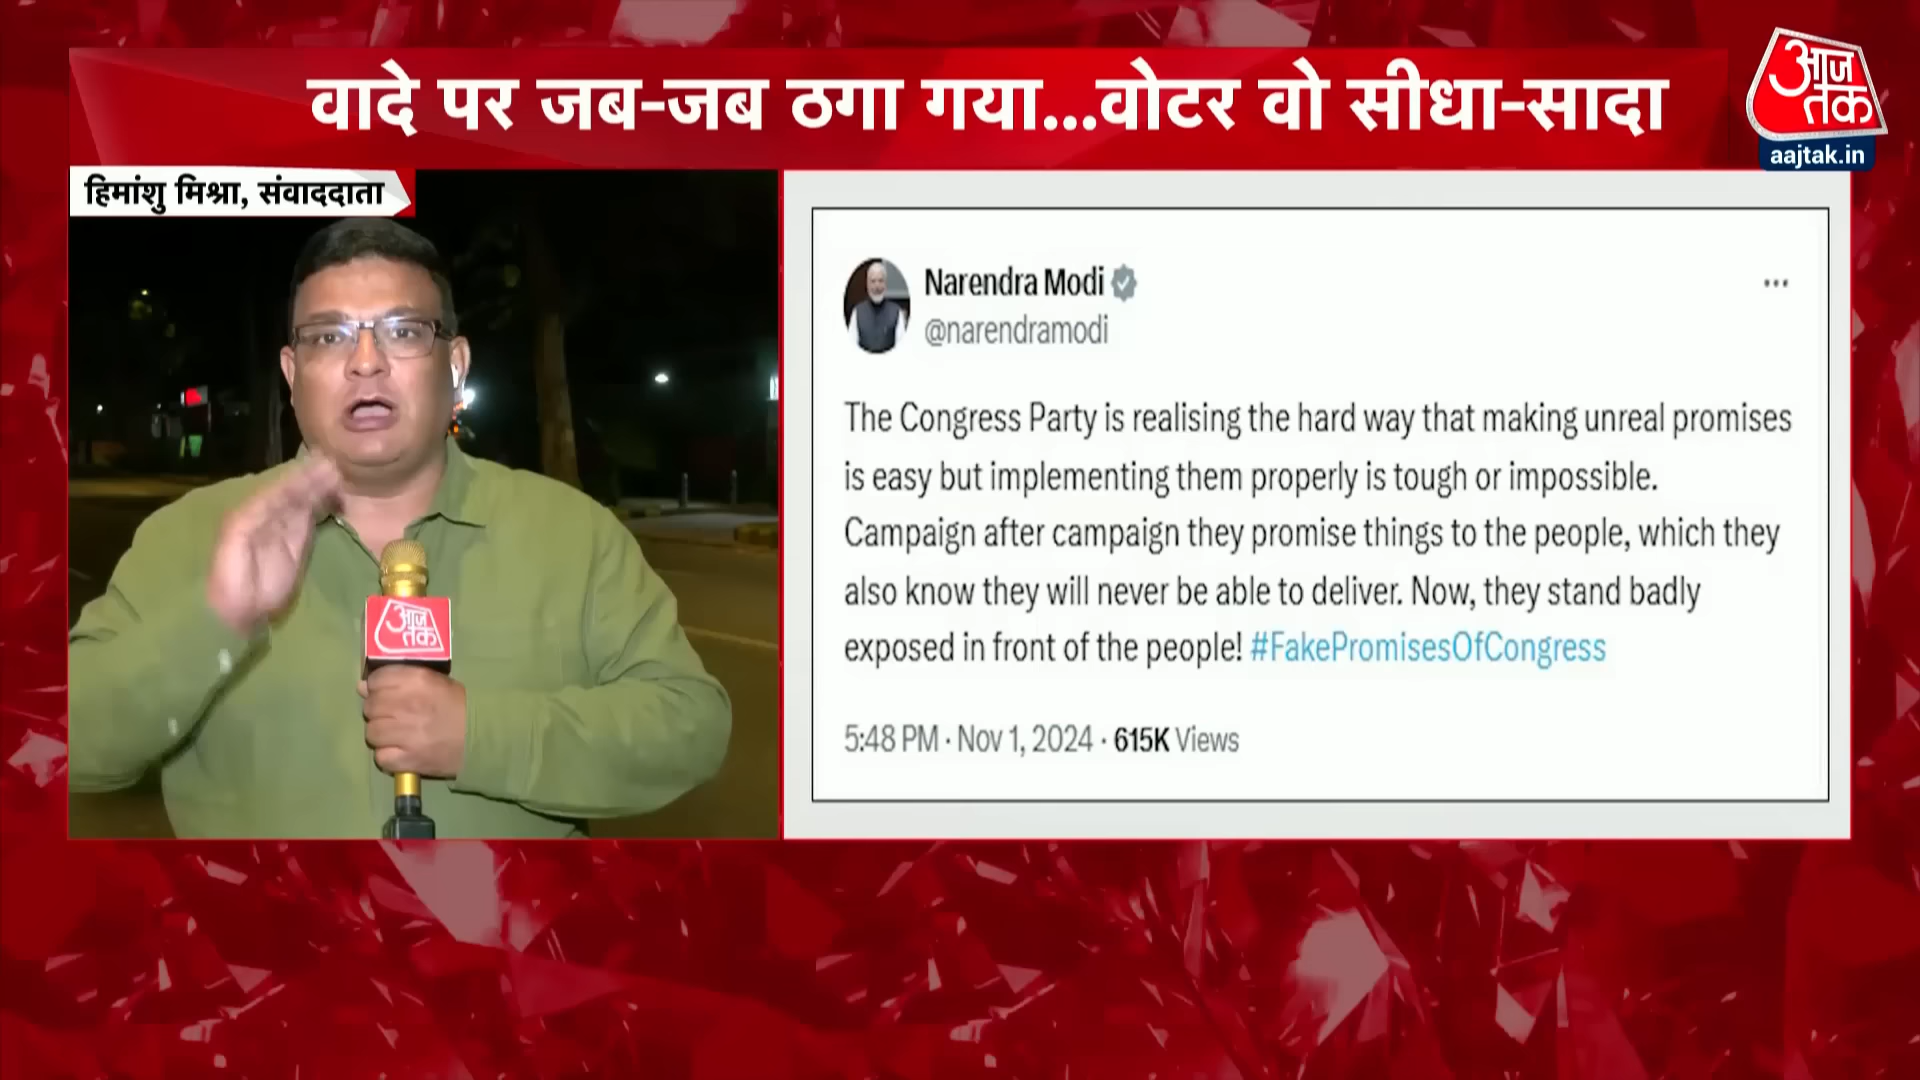 वादे पर जब-जब ठगा गया...वोटर वो सीधा-सादा
आज
तक
aajtak.in
हिमांशु मिश्रा, संवाददाता
आज
तक
Narendra Modi
@narendramodi
The Congress Party is realising the hard way that making unreal promises
is easy but implementing them properly is tough or impossible.
Campaign after campaign they promise things to the people, which they
also know they will never be able to deliver. Now, they stand badly
exposed in front of the people! #FakePromisesOfCongress
5:48 PM · Nov 1, 2024 · 615K Views